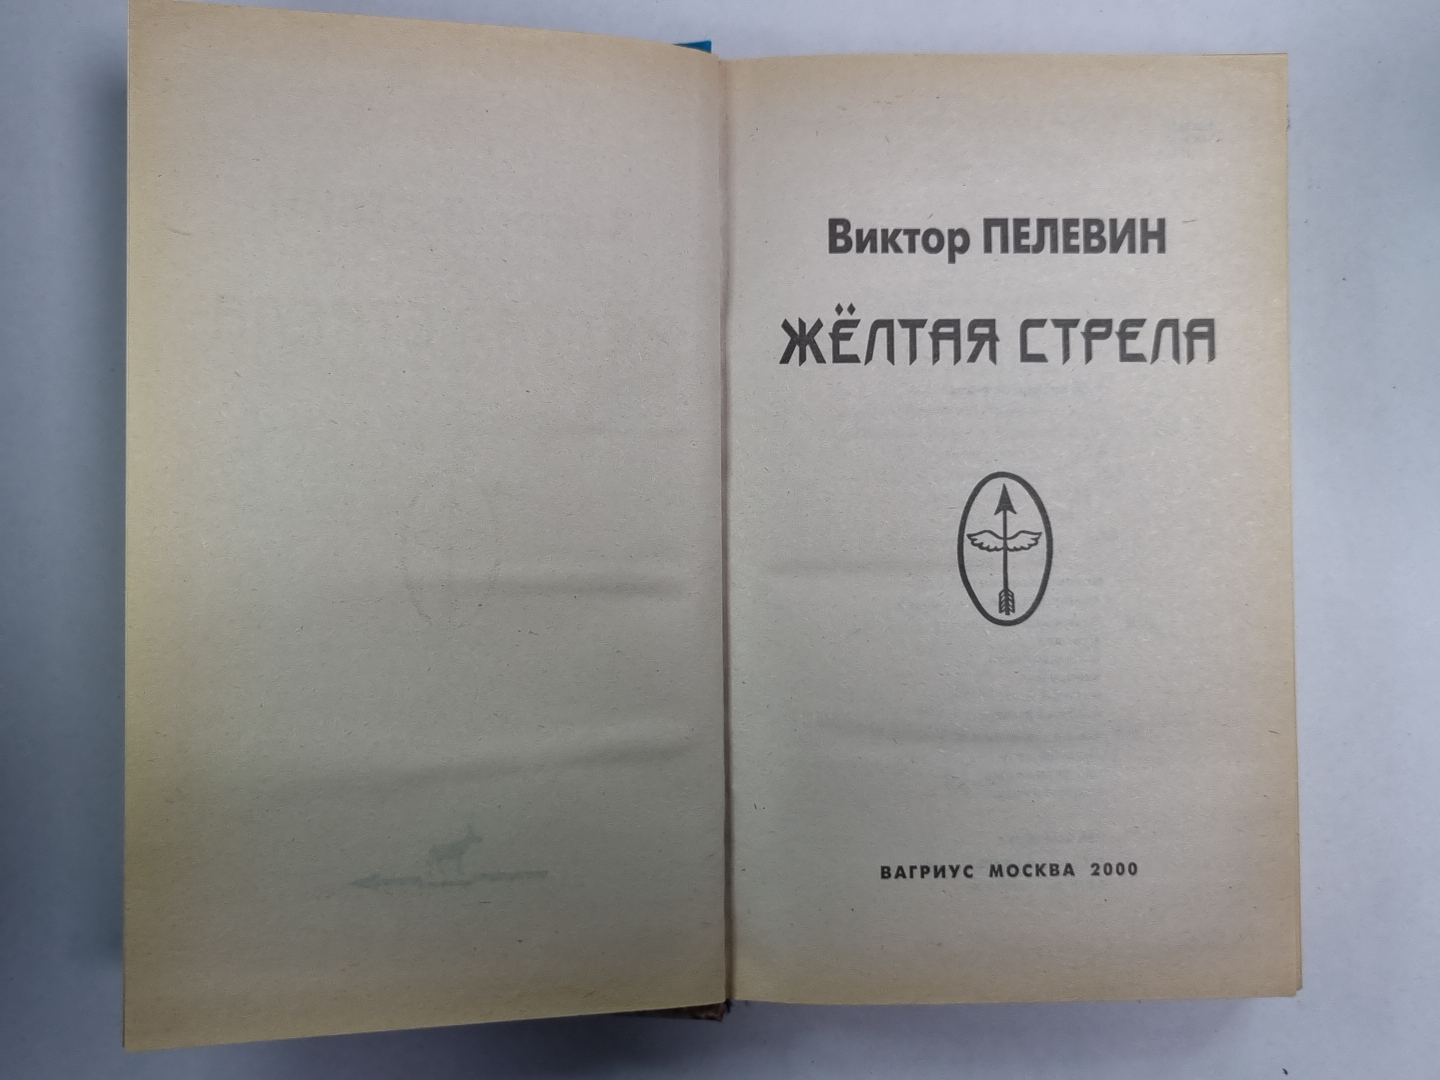 Виктор ПЕЛЕВИН
ЖЁЛТАЯ СТРЕЛА
ВАГРИУС МОСКВА 2000